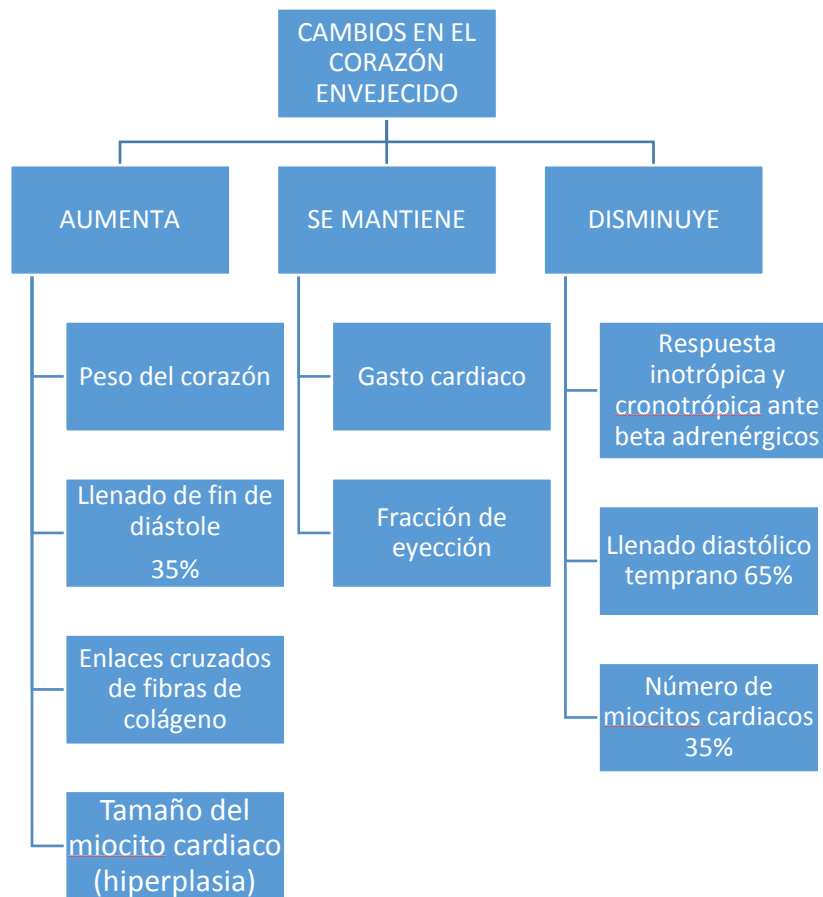 CAMBIOS EN EL
CORAZÓN
ENVEJECIDO
AUMENTA
SE MANTIENE
DISMINUYE
Peso del corazón
Llenado de fin de
diástole
35%
Enlaces cruzados
de fibras de
colágeno
Tamaño del
miocito cardiaco
(hiperplasia)
Gasto cardiaco
Fracción de
eyección
Respuesta
inotrópica y
cronotrópica ante
beta adrenérgicos
Llenado diastólico
temprano 65%
Número de
miocitos cardiacos
35%